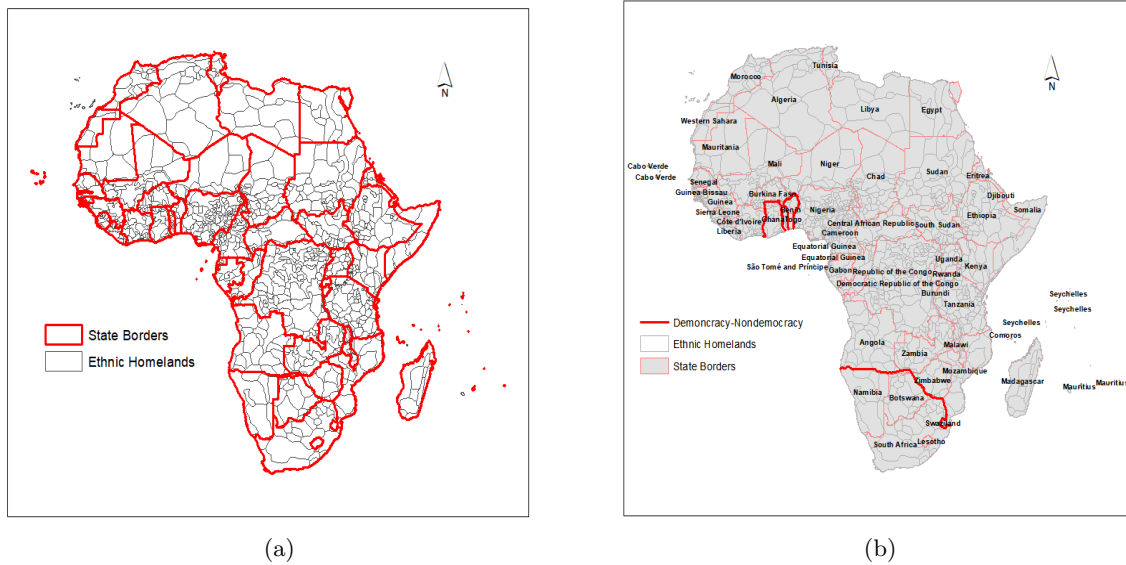 N
State Borders
Ethnic Homelands
(a)
N
Tunisia
Morocco
Algeria
Libya
Egypt
Western Sahara
Mauritania
Mali
Niger
Chad
Sudan
Eritrea
Cabo Verde
Cabo Verde
Senegal
Guinea Bissau
Guinea
Burkina Faso
Djibouti
Benin
Nigeria
Somalia
Sierra Leone
Côte d'Ivoire
Ghana
Togo
Ethiopia
Liberia
Central African Republic
South Sudan
Cameroon
Equatorial Guinea
Equatorial Guinea
Uganda
São Tomé and Príncipe
Gabon
Republic of the Congo
Rwanda
Kenya
Democratic Republic of the Congo
Burundi
Tanzania
Seychelles
Seychelles
Seychelles
Comoros
Demoncracy-Nondemocracy
Ethnic Homelands
State Borders
Angola
Malawi
Zambia
Mozambique
Zimbabwe
Madagascar
Mauritius
Mauritius
Namibia
Botswana
Swaziland
South Africa
Lesotho
(b)